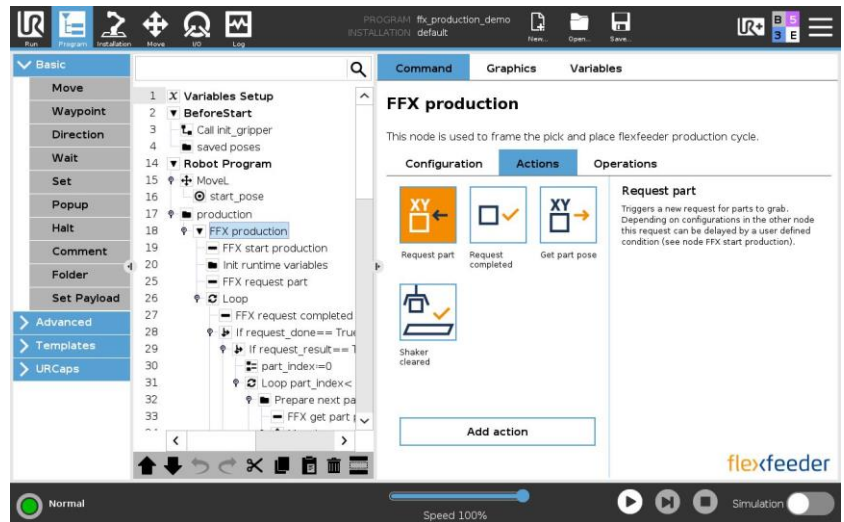 PROGRAM ffx_production_demo
INSTALLATION default
UR+
B 5
3 E
Run
Program
Installation
Move
I/O
Log
New...
Open...
Save...
Basic
Move
Waypoint
Direction
Wait
Set
Popup
Halt
Comment
Folder
Set Payload
Advanced
Templates
URCaps
1 X Variables Setup
2 BeforeStart
3 Call init_gripper
4 saved poses
14 Robot Program
15 MoveL
16 start_pose
17 production
18 FFX production
19 FFX start production
20 Init runtime variables
25 FFX request part
26 Loop
27 FFX request completed
28 If request_done== True
29 If request_result== T
30 part_index:=0
31 Loop part_index<
32 Prepare next pa
33 FFX get part p
Command Graphics Variables
FFX production
This node is used to frame the pick and place flexfeeder production cycle.
Configuration Actions Operations
XY
XY
Request part
Request
completed
Get part pose
Shaker
cleared
Request part
Triggers a new request for parts to grab.
Depending on configurations in the other node
this request can be delayed by a user defined
condition (see node FFX start production).
Add action
flexfeeder
Normal
Speed 100%
Simulation